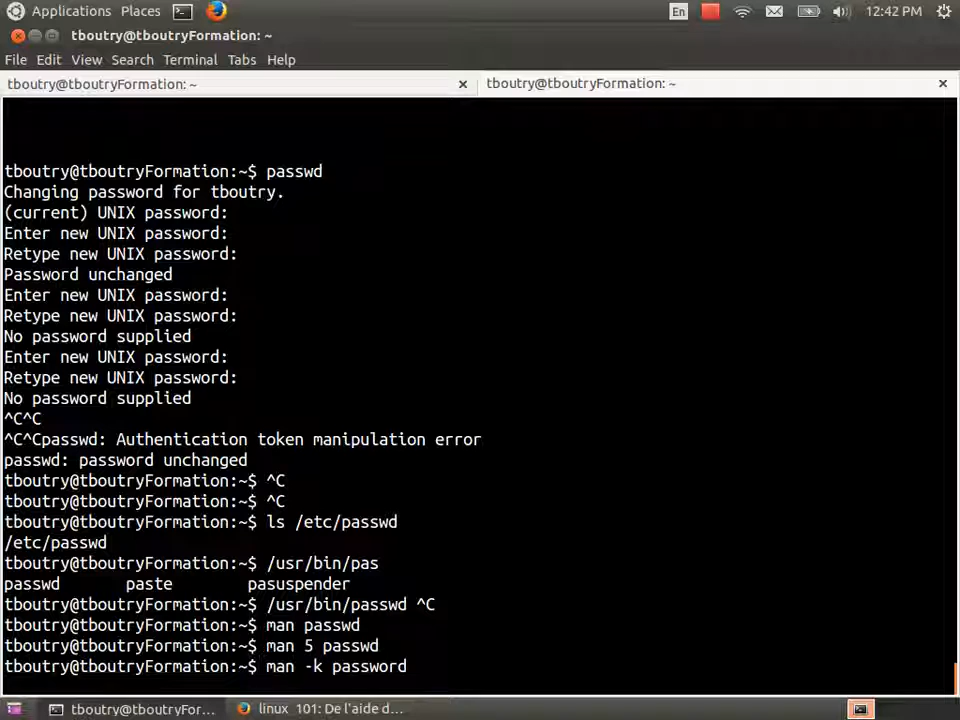 Applications Places En 12:42 PM
tboutry@tboutryFormation: ~
File Edit View Search Terminal Tabs Help
tboutry@tboutryFormation: ~ × tboutry@tboutryFormation: ~ ×
tboutry@tboutryFormation:~$ passwd
Changing password for tboutry.
(current) UNIX password:
Enter new UNIX password:
Retype new UNIX password:
Password unchanged
Enter new UNIX password:
Retype new UNIX password:
No password supplied
Enter new UNIX password:
Retype new UNIX password:
No password supplied
^C^C
^C^Cpasswd: Authentication token manipulation error
passwd: password unchanged
tboutry@tboutryFormation:~$ ^C
tboutry@tboutryFormation:~$ ^C
tboutry@tboutryFormation:~$ ls /etc/passwd
/etc/passwd
tboutry@tboutryFormation:~$ /usr/bin/pas
passwd paste pasuspender
tboutry@tboutryFormation:~$ /usr/bin/passwd ^C
tboutry@tboutryFormation:~$ man passwd
tboutry@tboutryFormation:~$ man 5 passwd
tboutry@tboutryFormation:~$ man -k password
tboutry@tboutryFor... linux 101: De l'aide d...